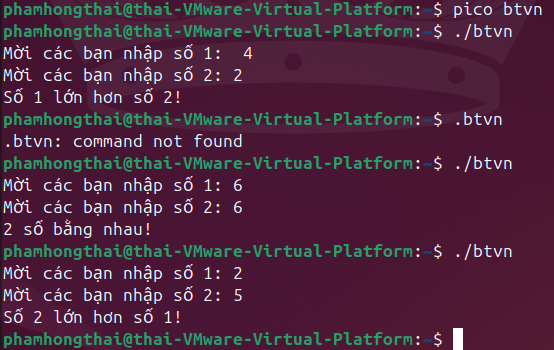 phamhongthai@thai-VMware-Virtual-Platform:~$ pico btvn
phamhongthai@thai-VMware-Virtual-Platform:~$ ./btvn
Mời các bạn nhập số 1:  4
Mời các bạn nhập số 2: 2
Số 1 lớn hơn số 2!
phamhongthai@thai-VMware-Virtual-Platform:~$ .btvn
.btvn: command not found
phamhongthai@thai-VMware-Virtual-Platform:~$ ./btvn
Mời các bạn nhập số 1: 6
Mời các bạn nhập số 2: 6
2 số bằng nhau!
phamhongthai@thai-VMware-Virtual-Platform:~$ ./btvn
Mời các bạn nhập số 1: 2
Mời các bạn nhập số 2: 5
Số 2 lớn hơn số 1!
phamhongthai@thai-VMware-Virtual-Platform:~$